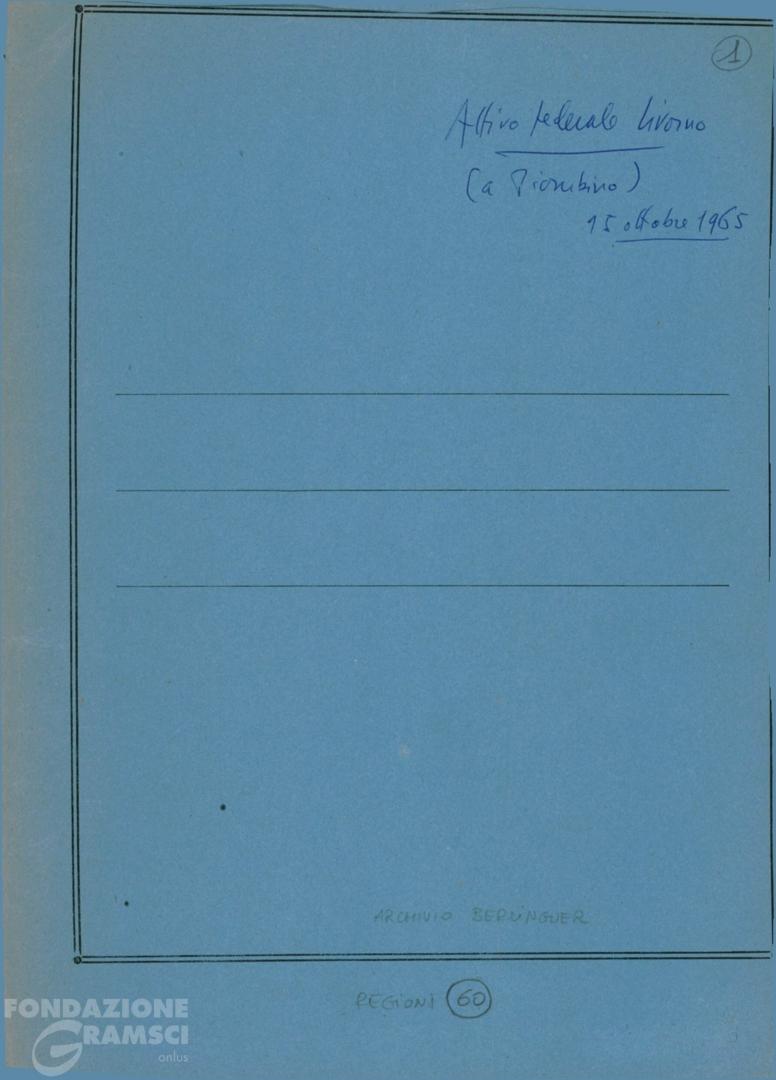 1
Attivo federale Livorno
(a Piombino)
15 ottobre 1965
ARCHIVIO BERLINGUER
REGIONI 60
FONDAZIONE
GRAMSCI
onlus